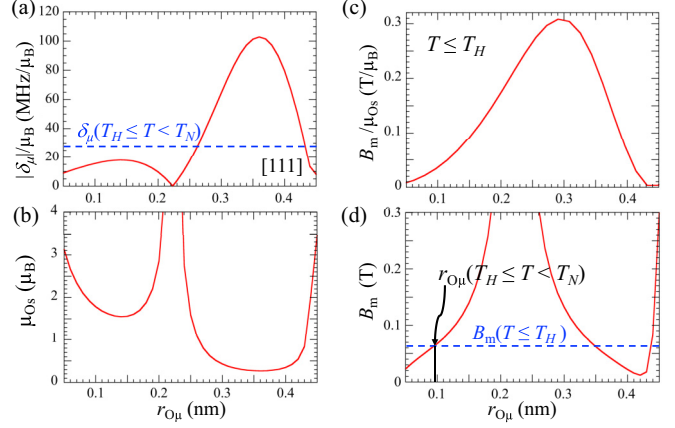 (a)
120
100
80
60
40
20
0
|δμ|/μB (MHz/μB)
δμ(TH ≤ T < TN)
[111]
0.1 0.2 0.3 0.4
(c)
0.3
0.2
0.1
0
Bm/μOs (T/μB)
T ≤ TH
0.1 0.2 0.3 0.4
(b)
4
3
2
1
0
μOs (μB)
0.1 0.2 0.3 0.4
rOμ (nm)
(d)
0.3
0.2
0.1
0
Bm (T)
rOμ(TH ≤ T < TN)
Bm(T ≤ TH)
0.1 0.2 0.3 0.4
rOμ (nm)